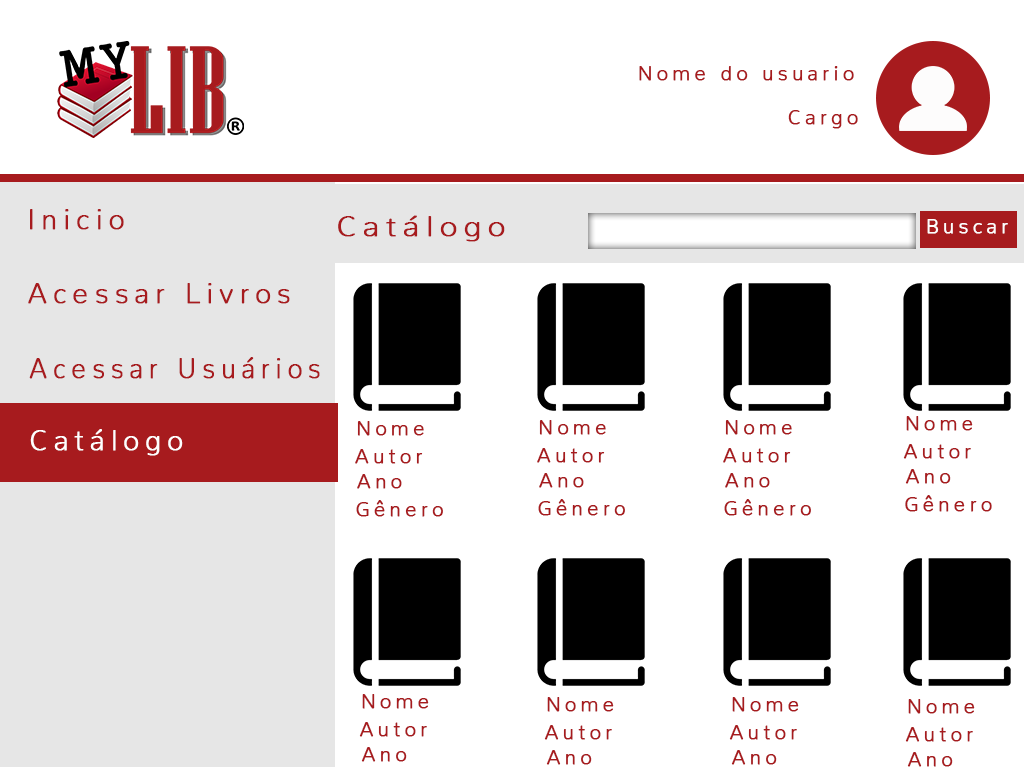 MY LIB®
Nome do usuario
Cargo
Inicio
Acessar Livros
Acessar Usuários
Catálogo
Catálogo
Buscar
Nome
Autor
Ano
Gênero
Nome
Autor
Ano
Gênero
Nome
Autor
Ano
Gênero
Nome
Autor
Ano
Gênero
Nome
Autor
Ano
Nome
Autor
Ano
Nome
Autor
Ano
Nome
Autor
Ano